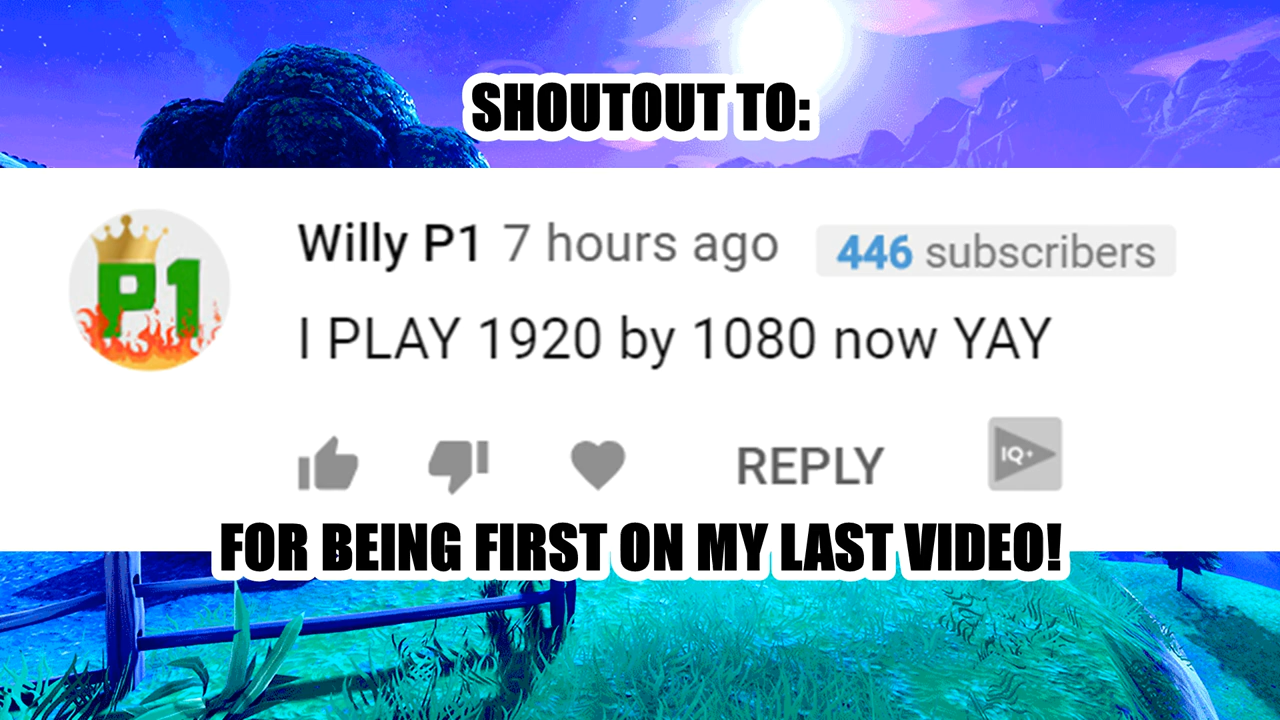 SHOUTOUT TO:
P1
Willy P1 7 hours ago 446 subscribers
I PLAY 1920 by 1080 now YAY
REPLY
IQ+
FOR BEING FIRST ON MY LAST VIDEO!